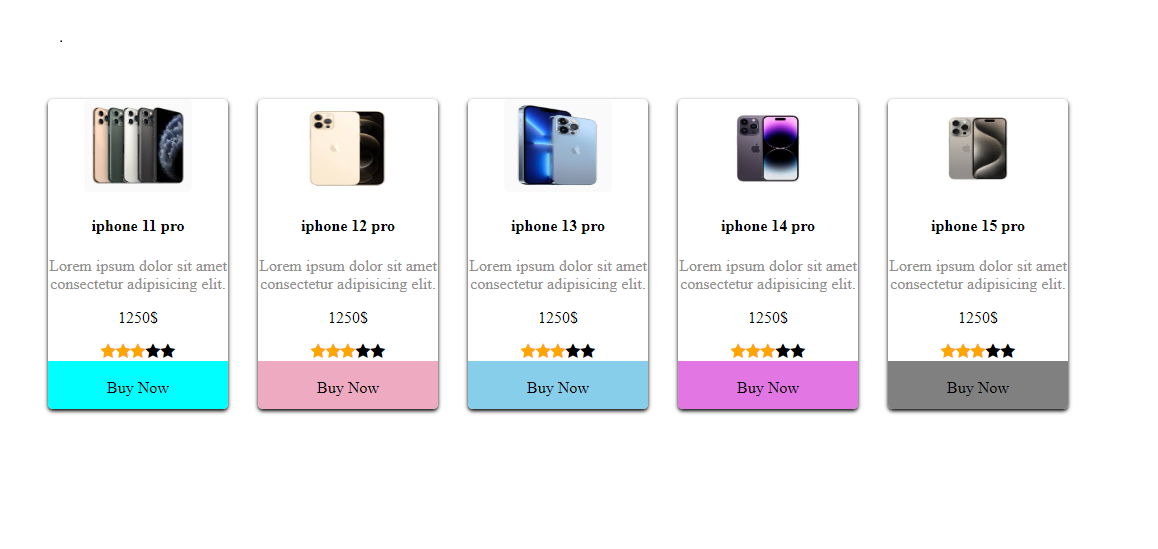 .
iphone 11 pro
Lorem ipsum dolor sit amet
consectetur adipisicing elit.
1250$
Buy Now
iphone 12 pro
Lorem ipsum dolor sit amet
consectetur adipisicing elit.
1250$
Buy Now
iphone 13 pro
Lorem ipsum dolor sit amet
consectetur adipisicing elit.
1250$
Buy Now
iphone 14 pro
Lorem ipsum dolor sit amet
consectetur adipisicing elit.
1250$
Buy Now
iphone 15 pro
Lorem ipsum dolor sit amet
consectetur adipisicing elit.
1250$
Buy Now